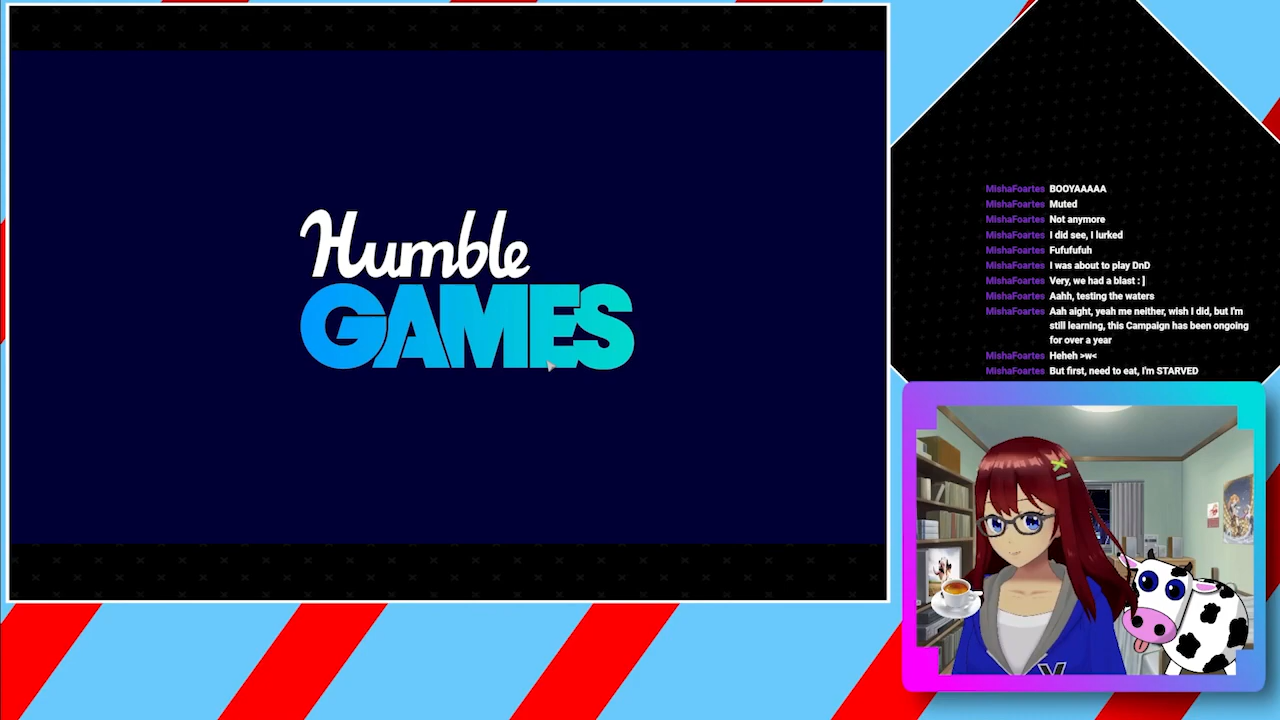 Humble
GAMES
MishaFoartes BOOYAAAAA
MishaFoartes Muted
MishaFoartes Not anymore
MishaFoartes I did see, I lurked
MishaFoartes Fufufufuh
MishaFoartes I was about to play DnD
MishaFoartes Very, we had a blast : ]
MishaFoartes Aahh, testing the waters
MishaFoartes Aah aight, yeah me neither, wish I did, but I'm
still learning, this Campaign has been ongoing
for over a year
MishaFoartes Heheh >w<
MishaFoartes But first, need to eat, I'm STARVED